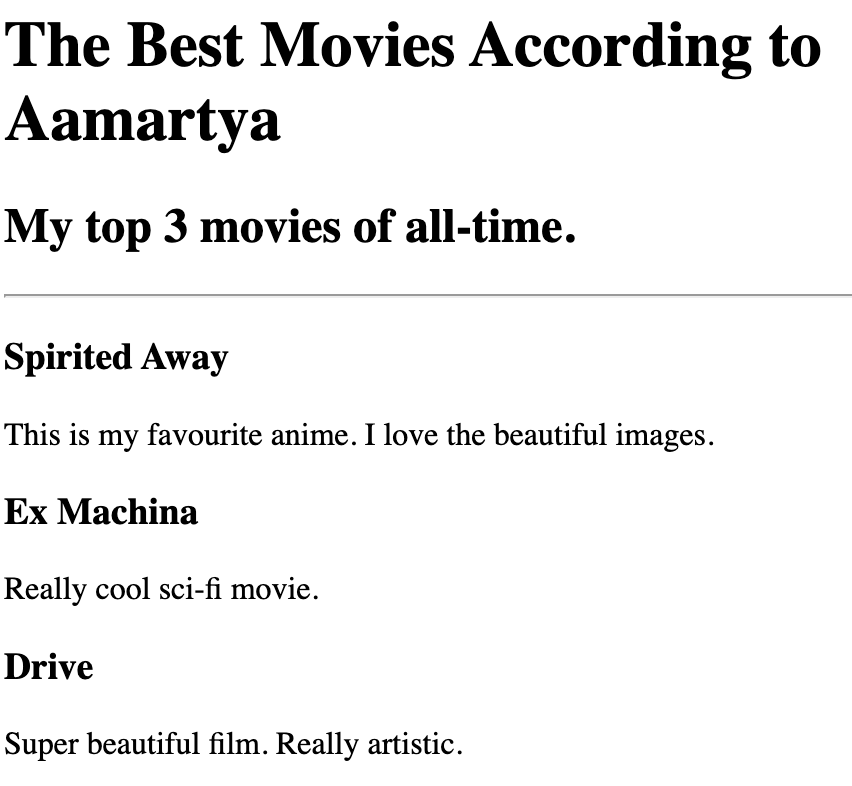 The Best Movies According to
Aamartya
My top 3 movies of all-time.
Spirited Away
This is my favourite anime. I love the beautiful images.
Ex Machina
Really cool sci-fi movie.
Drive
Super beautiful film. Really artistic.